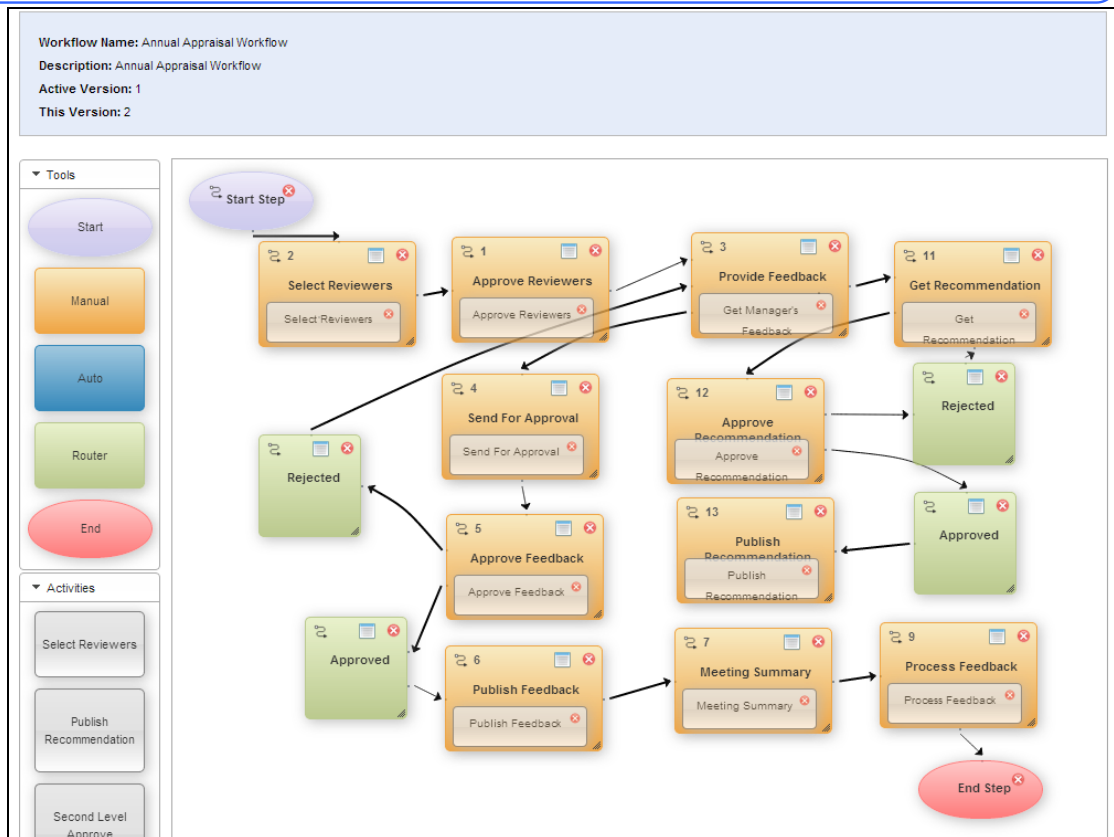 Workflow Name: Annual Appraisal Workflow
Description: Annual Appraisal Workflow
Active Version: 1
This Version: 2
Tools
Start
Manual
Auto
Router
End
Activities
Select Reviewers
Publish
Recommendation
Second Level
Approve
Start Step
2
Select Reviewers
Select Reviewers
1
Approve Reviewers
Approve Reviewers
3
Provide Feedback
Get Manager's
Feedback
11
Get Recommendation
Get
Recommendation
4
Send For Approval
Send For Approval
12
Approve
Recommendation
Approve
Recommendation
Rejected
Rejected
5
Approve Feedback
Approve Feedback
13
Publish
Recommendation
Publish
Recommendation
Approved
Approved
6
Publish Feedback
Publish Feedback
7
Meeting Summary
Meeting Summary
9
Process Feedback
Process Feedback
End Step